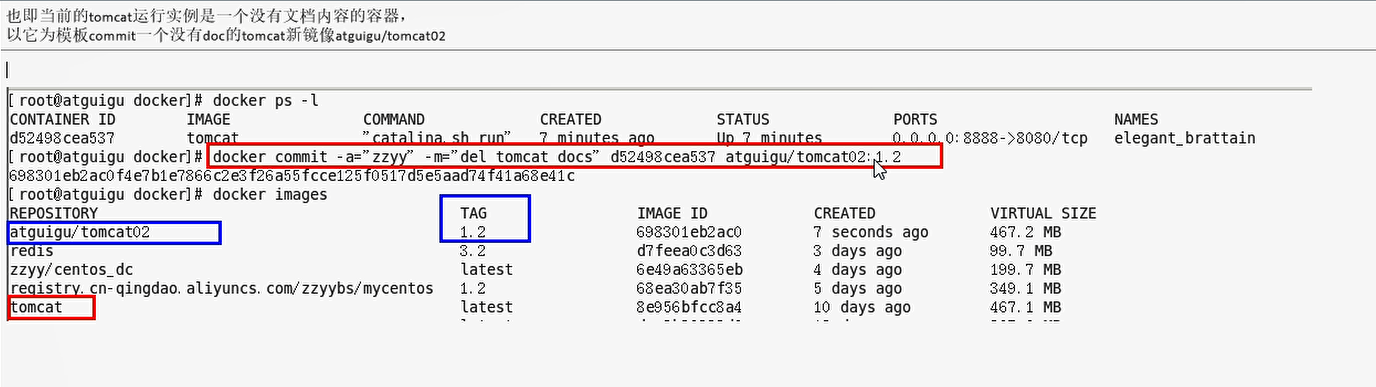 也即当前的tomcat运行实例是一个没有文档内容的容器，
以它为模板commit一个没有doc的tomcat新镜像atguigu/tomcat02
[root@atguigu docker]# docker ps -l
CONTAINER ID IMAGE COMMAND CREATED STATUS PORTS NAMES
d52498cea537 tomcat "catalina.sh run" 7 minutes ago Up 7 minutes 0.0.0.0:8888->8080/tcp elegant_brattain
[root@atguigu docker]# docker commit -a="zzyy" -m="del tomcat docs" d52498cea537 atguigu/tomcat02:1.2
698301eb2ac0f4e7b1e7866c2e3f26a55fcce125f0517d5e5aad74f41a68e41c
[root@atguigu docker]# docker images
REPOSITORY TAG IMAGE ID CREATED VIRTUAL SIZE
atguigu/tomcat02 1.2 698301eb2ac0 7 seconds ago 467.2 MB
redis 3.2 d7feea0c3d63 3 days ago 99.7 MB
zzyy/centos_dc latest 6e49a63365eb 4 days ago 199.7 MB
registry.cn-qingdao.aliyuncs.com/zzyybs/mycentos 1.2 68ea30ab7f35 5 days ago 349.1 MB
tomcat latest 8e956bfcc8a4 10 days ago 467.1 MB